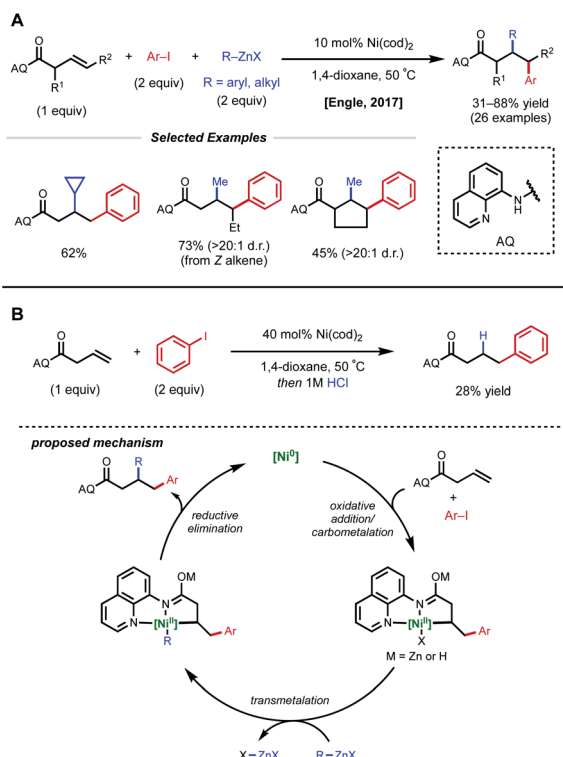 A
O
AQ
R¹
R²
(1 equiv)
+
Ar–I
(2 equiv)
+
R–ZnX
R = aryl, alkyl
(2 equiv)
10 mol% Ni(cod)₂
1,4-dioxane, 50 ˚C
[Engle, 2017]
O
R
AQ
R²
R¹
Ar
31–88% yield
(26 examples)
Selected Examples
O
AQ
62%
O
Me
AQ
Et
73% (>20:1 d.r.)
(from Z alkene)
O
Me
AQ
45% (>20:1 d.r.)
N
N
H
AQ
B
O
AQ
(1 equiv)
+
I
(2 equiv)
40 mol% Ni(cod)₂
1,4-dioxane, 50 ˚C
then 1M HCl
O
H
AQ
28% yield
proposed mechanism
[Ni⁰]
O
R
AQ
Ar
reductive
elimination
oxidative
addition/
carbometalation
O
AQ
+
Ar–I
OM
N
N
[Niᴵᴵ]
R
Ar
OM
N
N
[Niᴵᴵ]
X
Ar
M = Zn or H
transmetalation
X–ZnX
R–ZnX